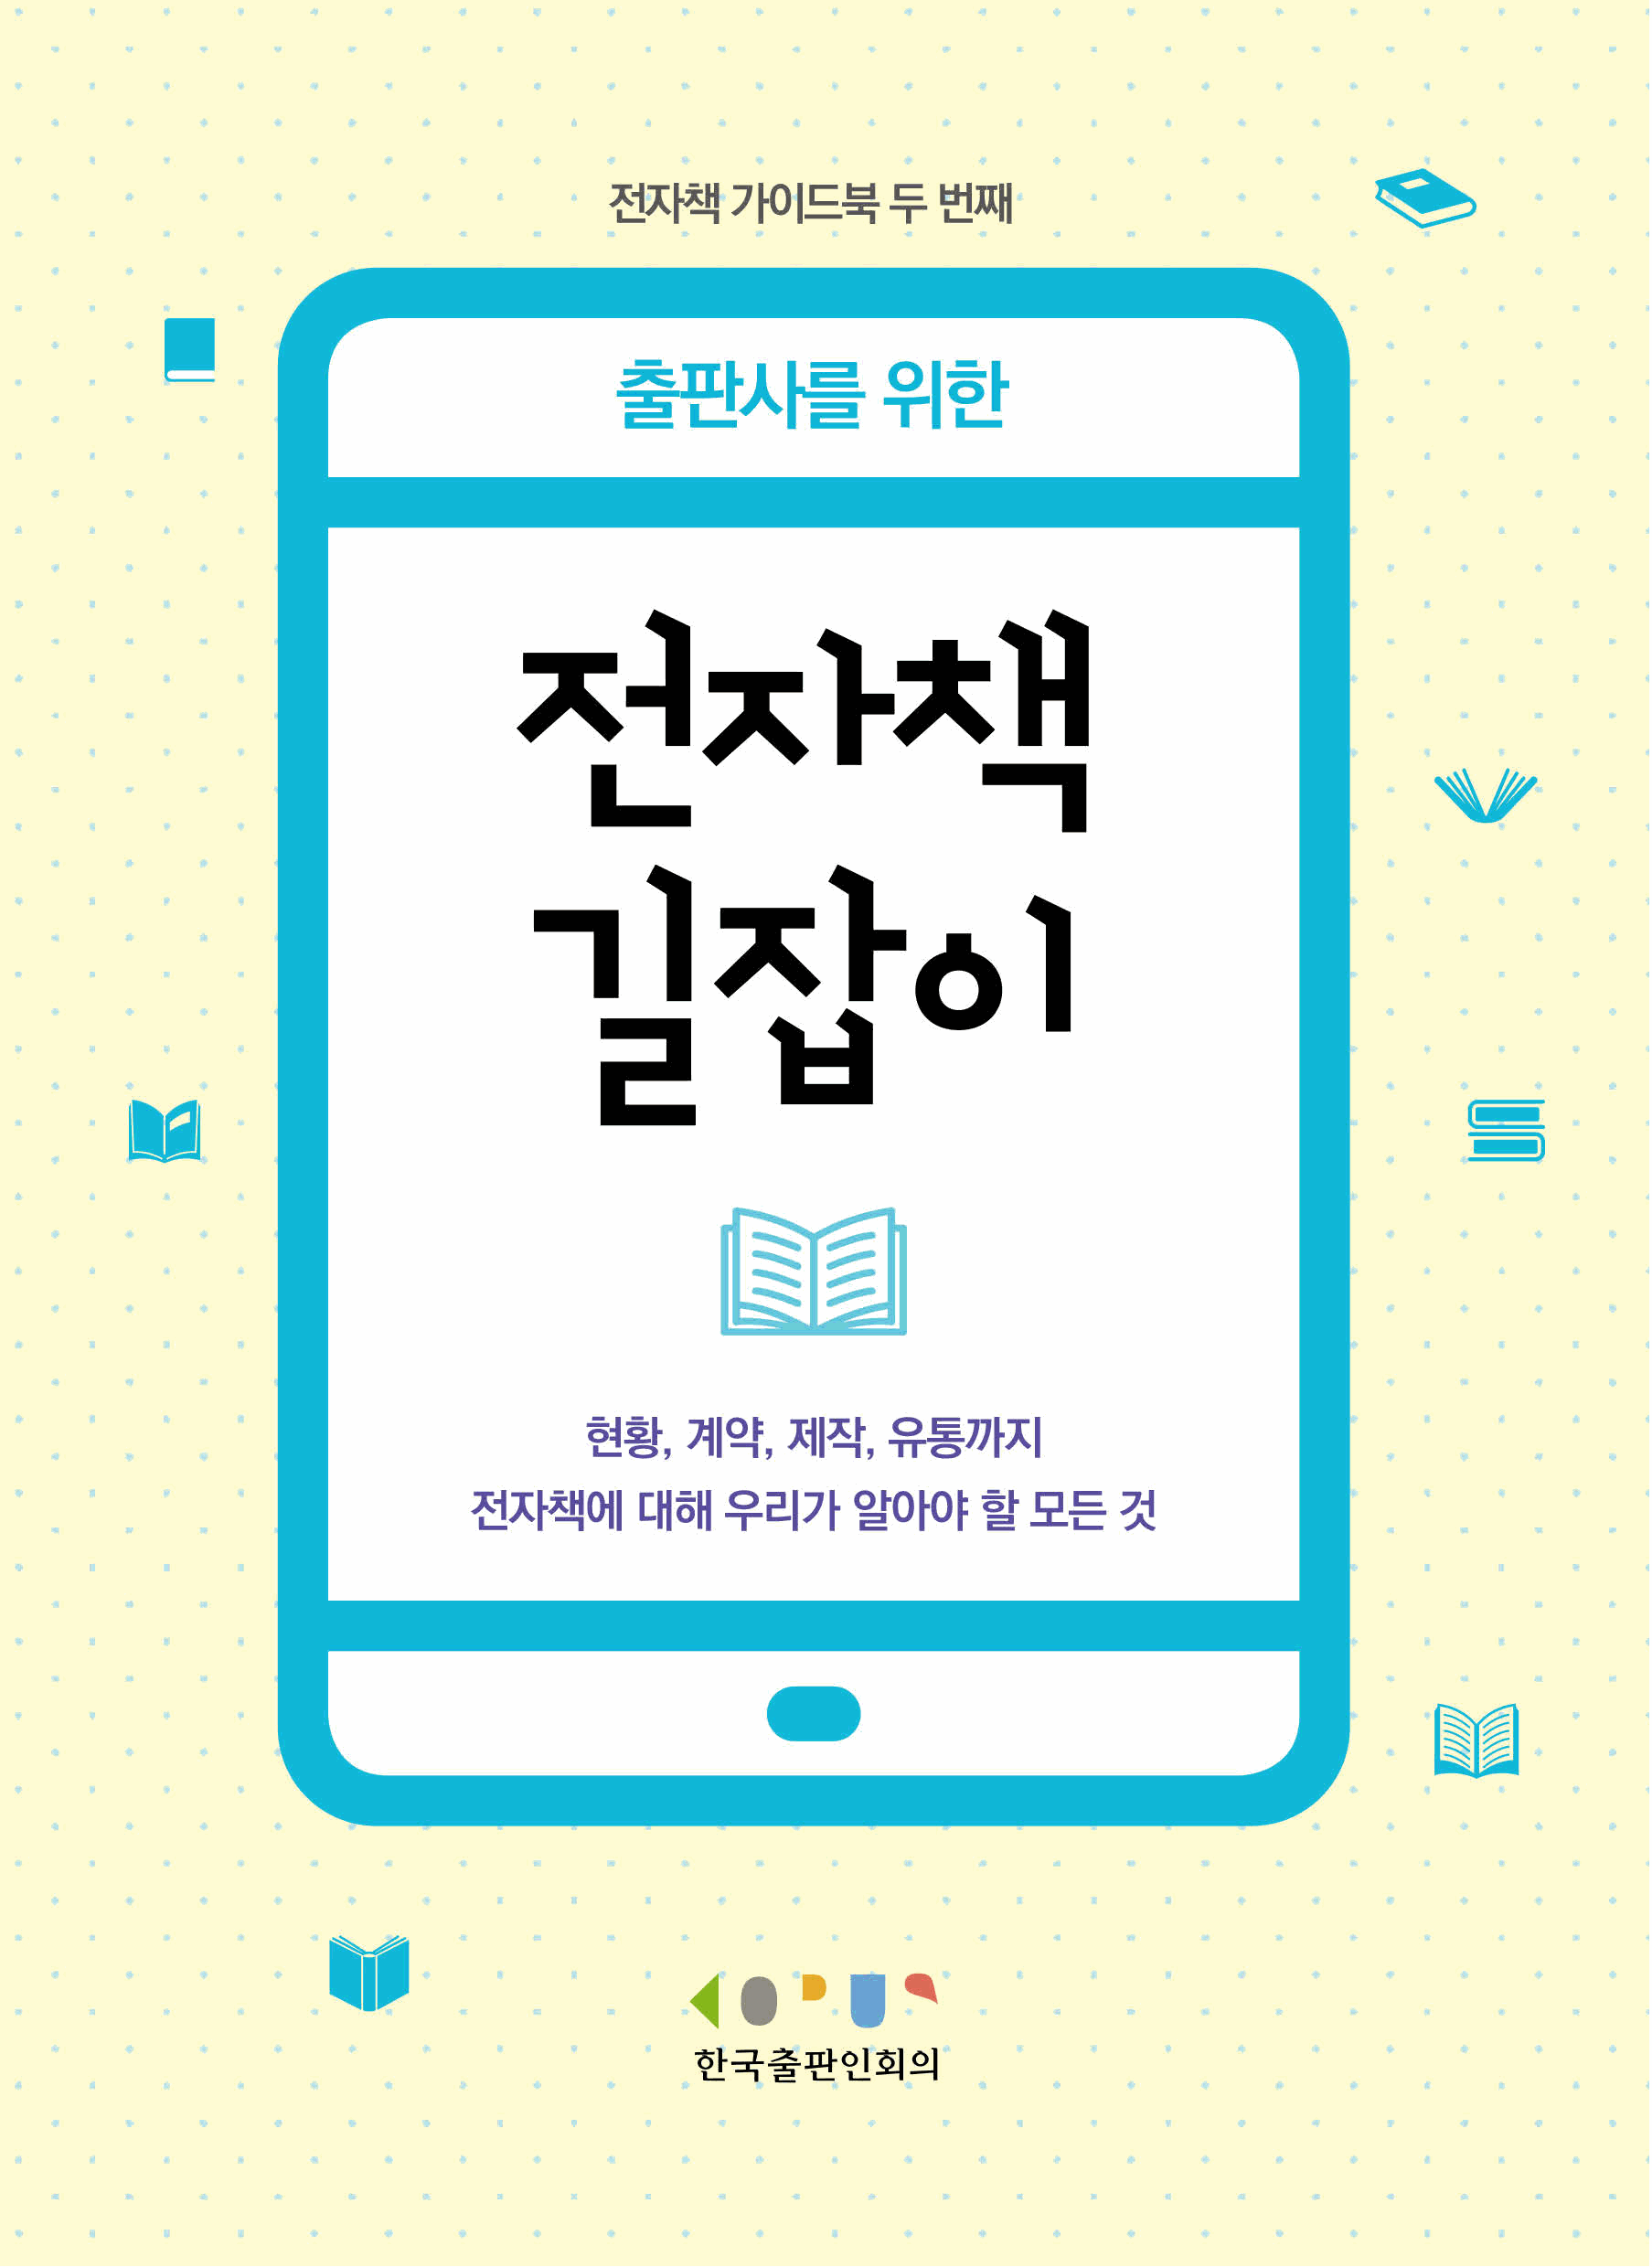 전자책 가이드북 두 번째
출판사를 위한
전자책
길잡이
현황, 계약, 제작, 유통까지
전자책에 대해 우리가 알아야 할 모든 것
KOPUS
한국출판인회의